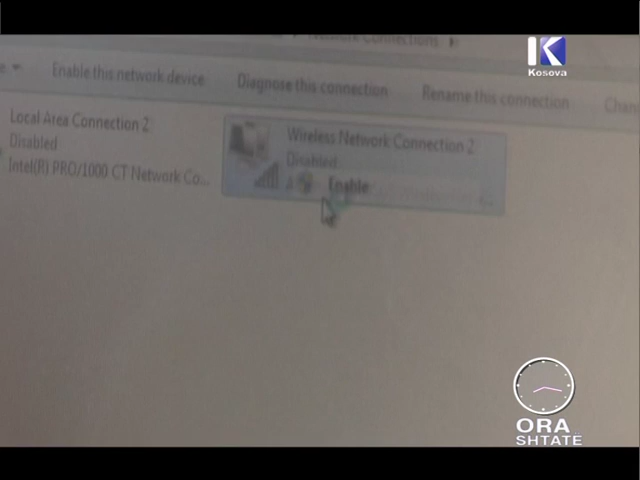 Network Connections
Enable this network device
Diagnose this connection
Rename this connection
Local Area Connection 2
Disabled
Intel(R) PRO/1000 CT Network Co...
Wireless Network Connection 2
Disabled
Enable
K
Kosova
ORA
SHTATE